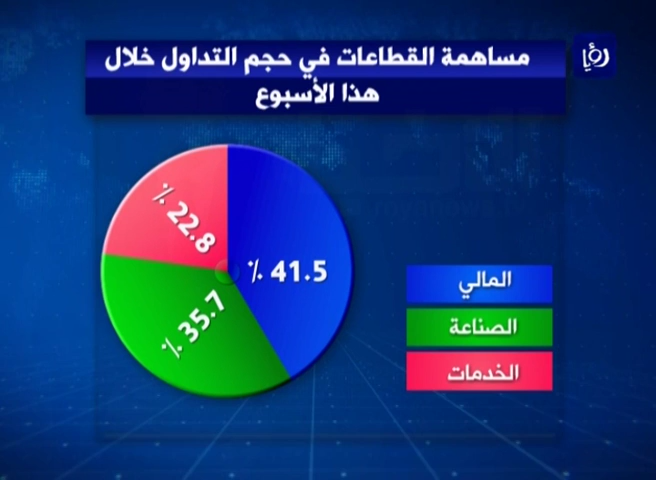 رؤيا
مساهمة القطاعات في حجم التداول خلال
هذا الأسبوع
٪ 41.5
٪ 35.7
٪ 22.8
المالي
الصناعة
الخدمات